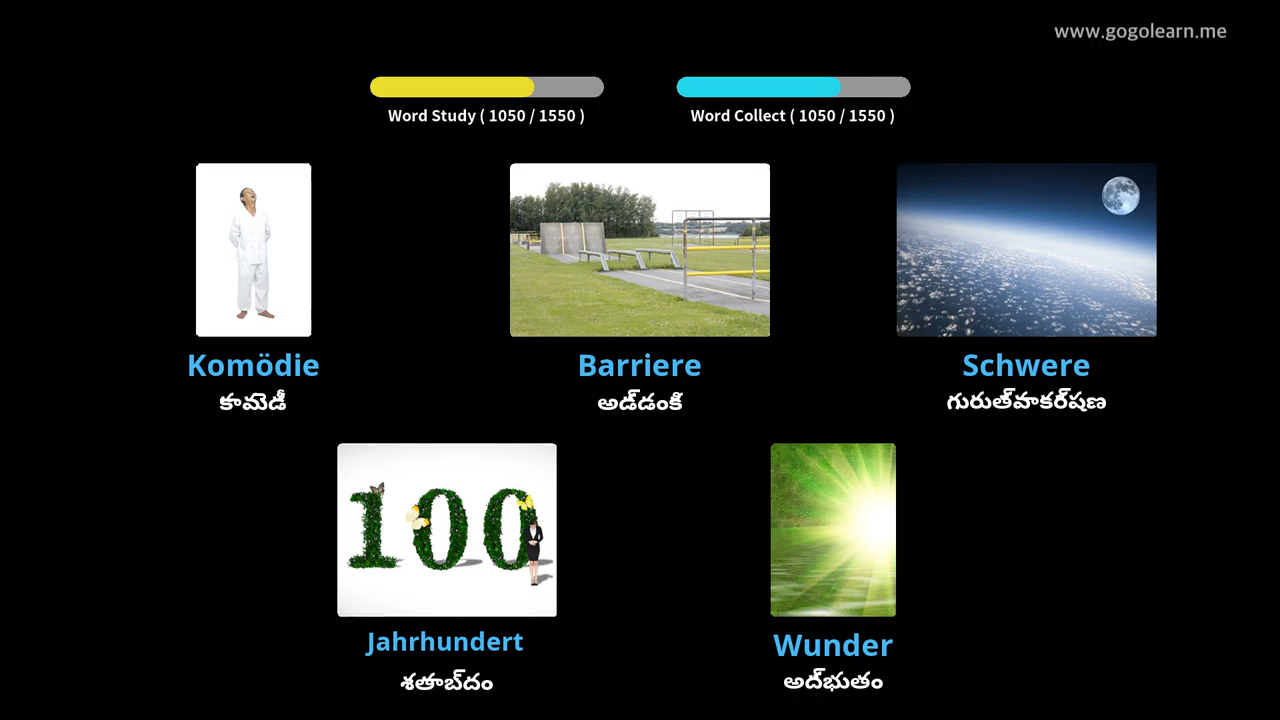 www.gogolearn.me
Word Study ( 1050 / 1550 )
Word Collect ( 1050 / 1550 )
Komödie
Barriere
Schwere
కామెడీ
అడ్‌డంకి
గురుత్‌వాకర్‌షణ
Jahrhundert
Wunder
శతాబ్‌దం
అద్‌భుతం